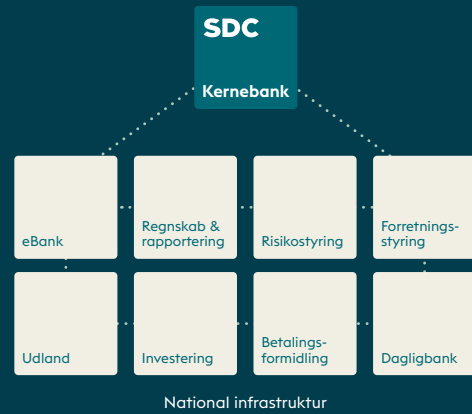 SDC
Kernebank
eBank
Regnskab &
rapportering
Risikostyring
Forretnings-
styring
Udland
Investering
Betalings-
formidling
Dagligbank
National infrastruktur